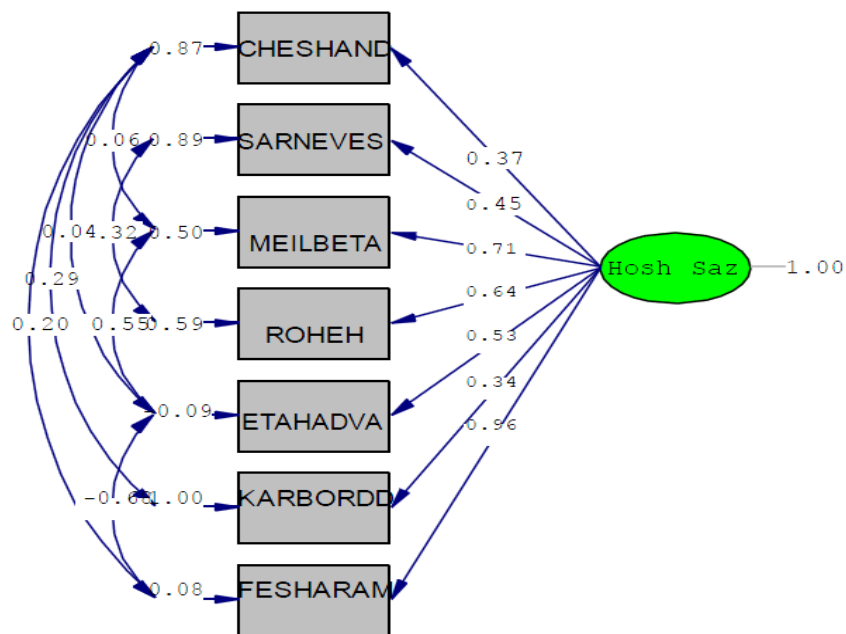 0.87 CHESHAND
0.37
0.06 0.89 SARNEVES
0.45
0.04 .32 0.50 MEILBETA
0.71
Hosh Saz 1.00
0.29
0.64
0.20 0.55 0.59 ROHEH
0.53
0.34
-0.09 ETAHADVA
0.96
-0.68 1.00 KARBORDD
0.08 FESHARAM